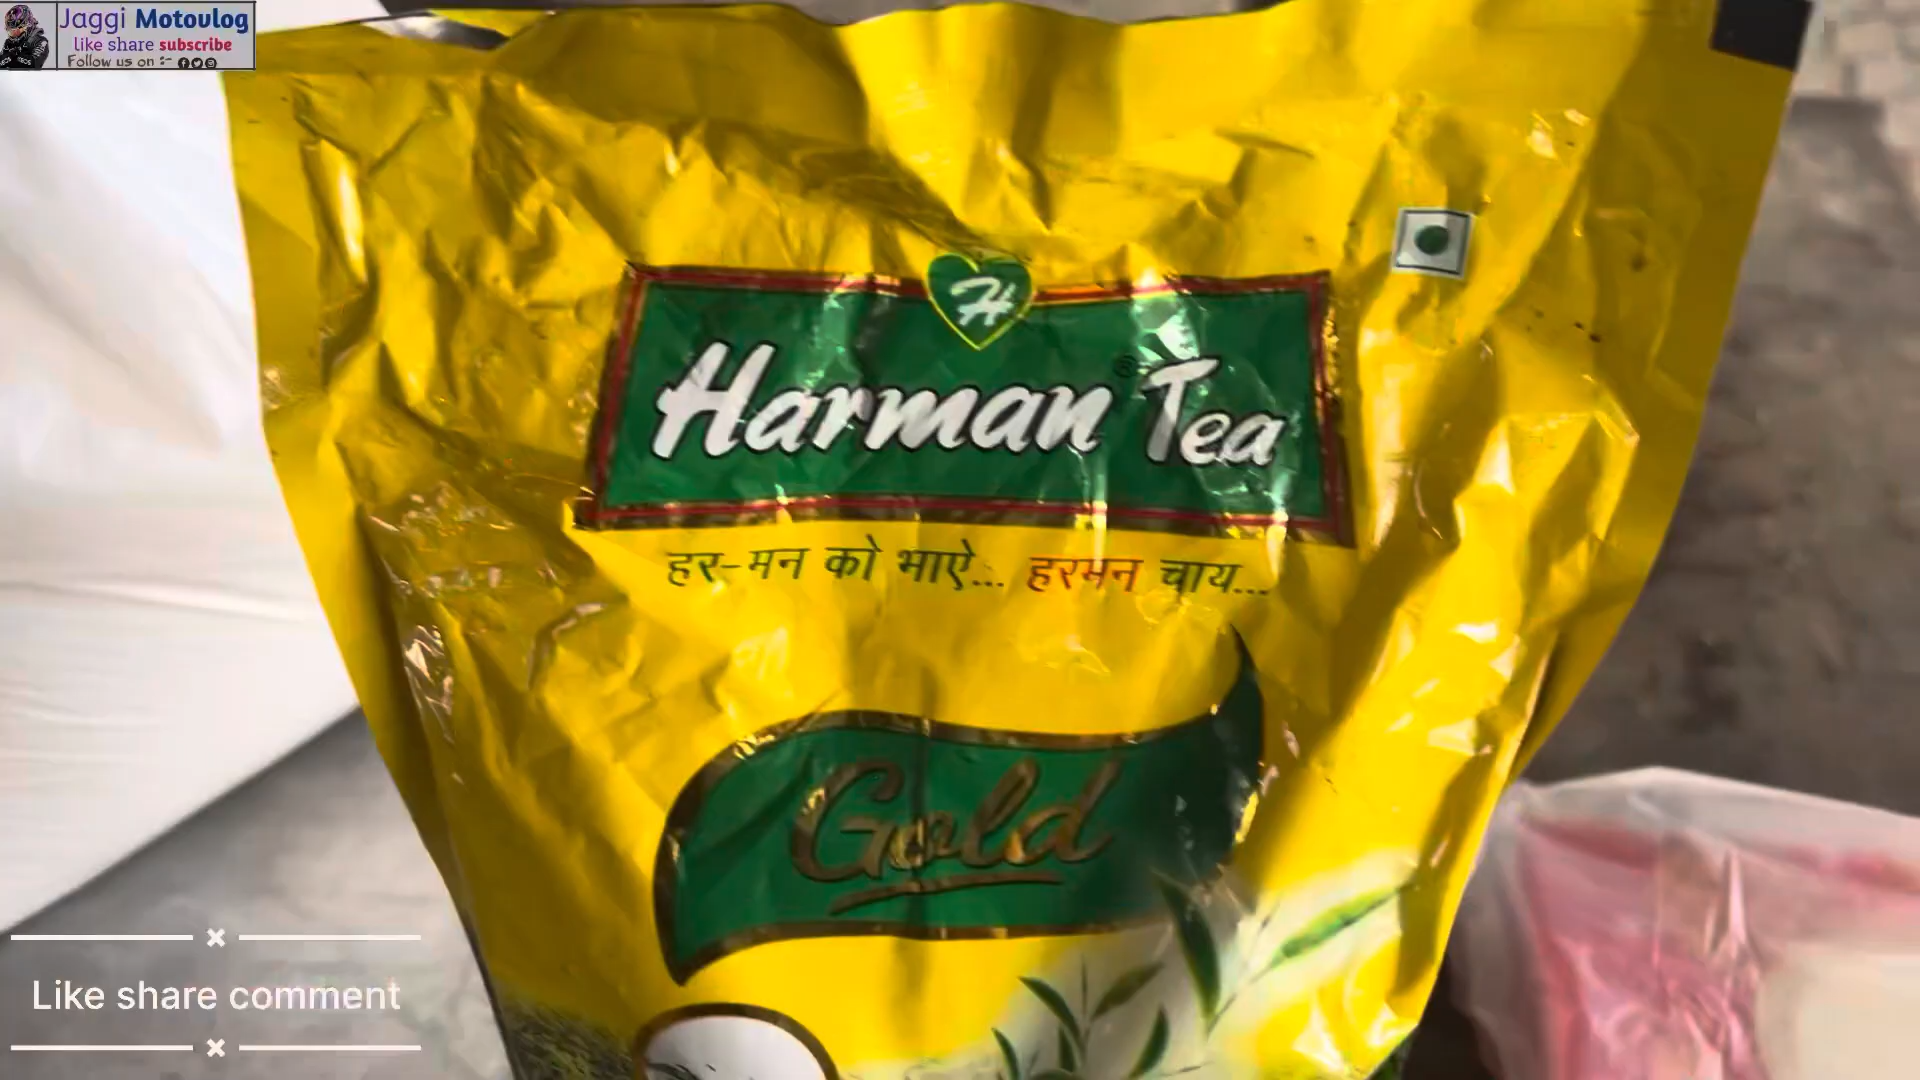 Jaggi Motovlog
like share subscribe
Follow us on :-
H
Harman® Tea
हर-मन को भाऐ... हरमन चाय...
Gold
Like share comment